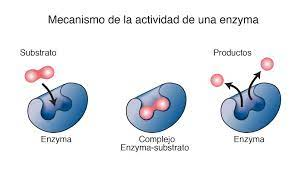 Mecanismo de la actividad de una enzyma
Substrato
Productos
Enzyma
Complejo
Enzyma-substrato
Enzyma